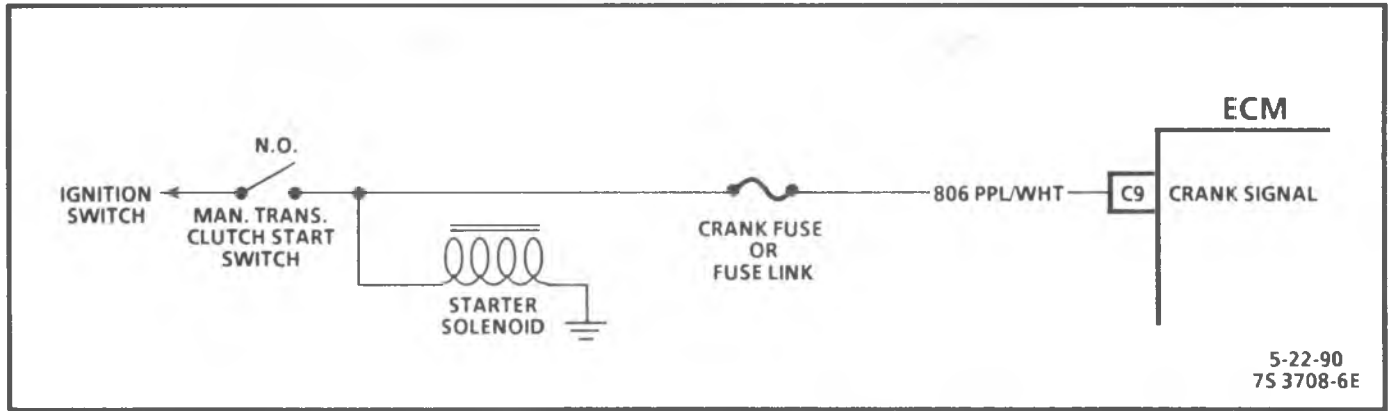 ECM
N.O.
IGNITION
SWITCH
MAN. TRANS.
CLUTCH START
SWITCH
STARTER
SOLENOID
CRANK FUSE
OR
FUSE LINK
806 PPL/WHT
C9
CRANK SIGNAL
5-22-90
7S 3708-6E